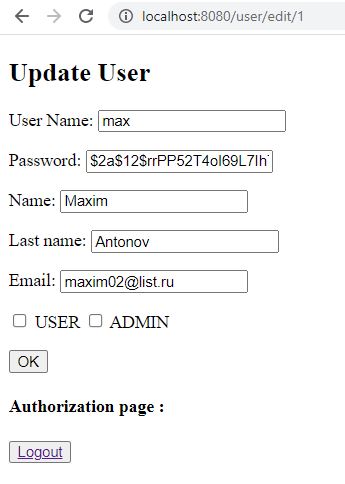 localhost:8080/user/edit/1
Update User
User Name: max
Password: $2a$12$rrPP52T4ol69L7lh
Name: Maxim
Last name: Antonov
Email: maxim02@list.ru
USER ADMIN
OK
Authorization page :
Logout